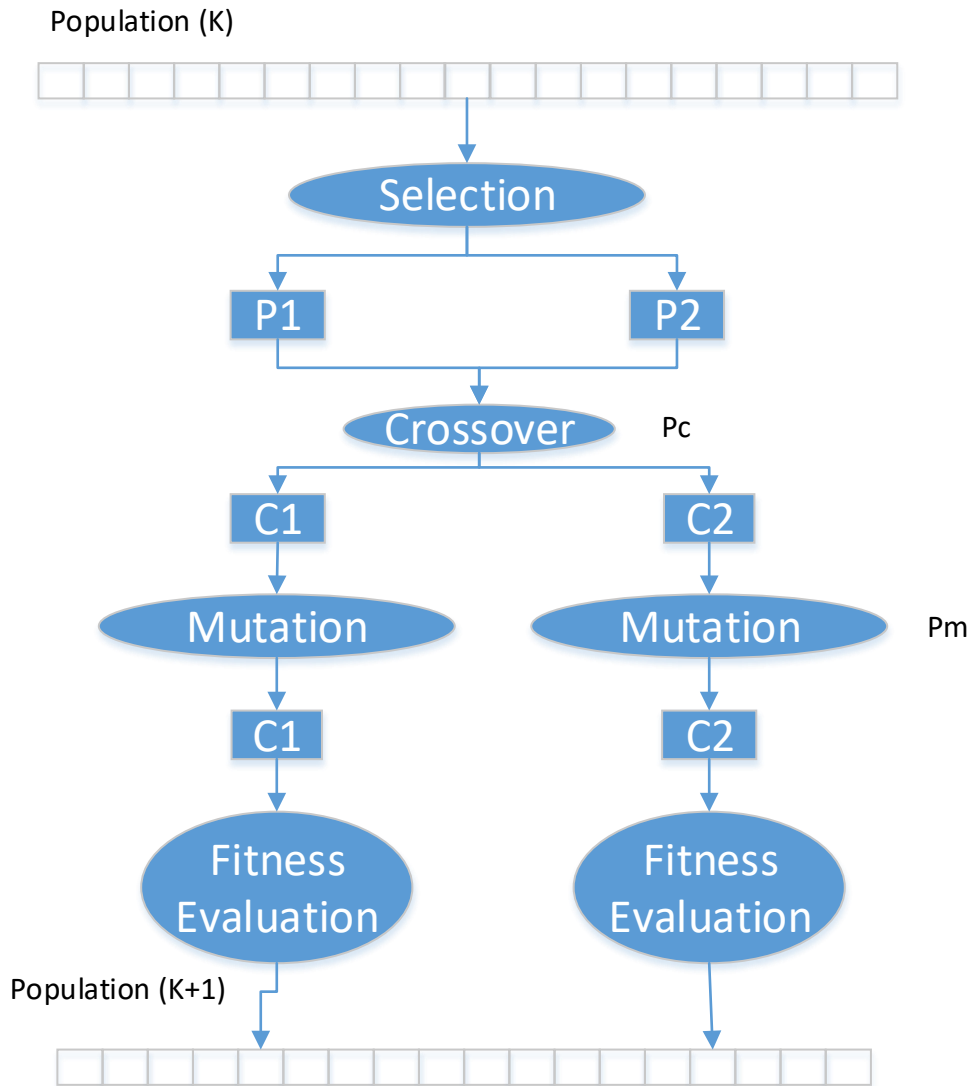 Population (K)
Selection
P1
P2
Crossover
Pc
C1
C2
Mutation
Mutation
Pm
C1
C2
Fitness
Evaluation
Fitness
Evaluation
Population (K+1)